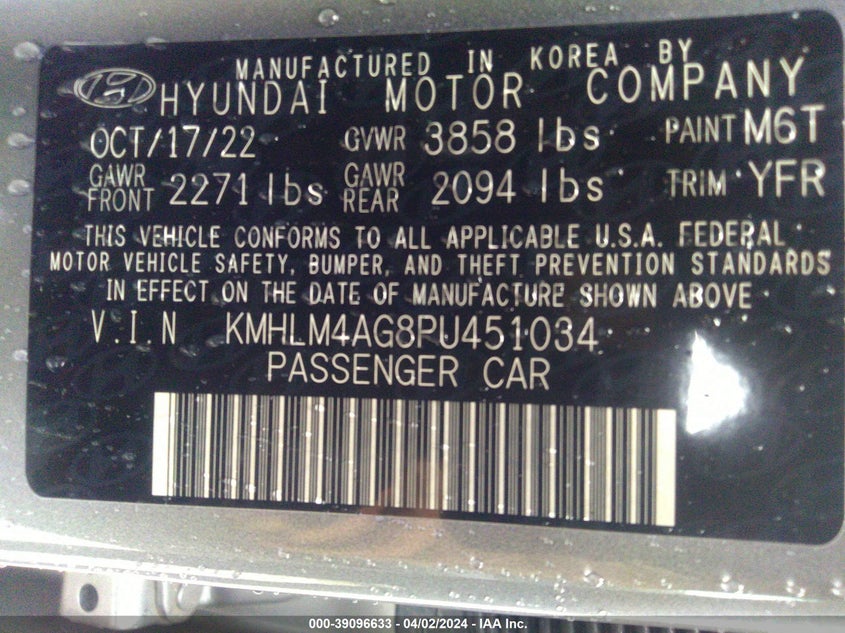 MANUFACTURED IN KOREA BY
HYUNDAI MOTOR COMPANY
OCT/17/22 GVWR 3858 lbs PAINT M6T
GAWR FRONT 2271 lbs GAWR REAR 2094 lbs TRIM YFR
THIS VEHICLE CONFORMS TO ALL APPLICABLE U.S.A. FEDERAL
MOTOR VEHICLE SAFETY, BUMPER, AND THEFT PREVENTION STANDARDS
IN EFFECT ON THE DATE OF MANUFACTURE SHOWN ABOVE
V.I.N KMHLM4AG8PU451034
PASSENGER CAR
000-39096633 - 04/02/2024 - IAA Inc.